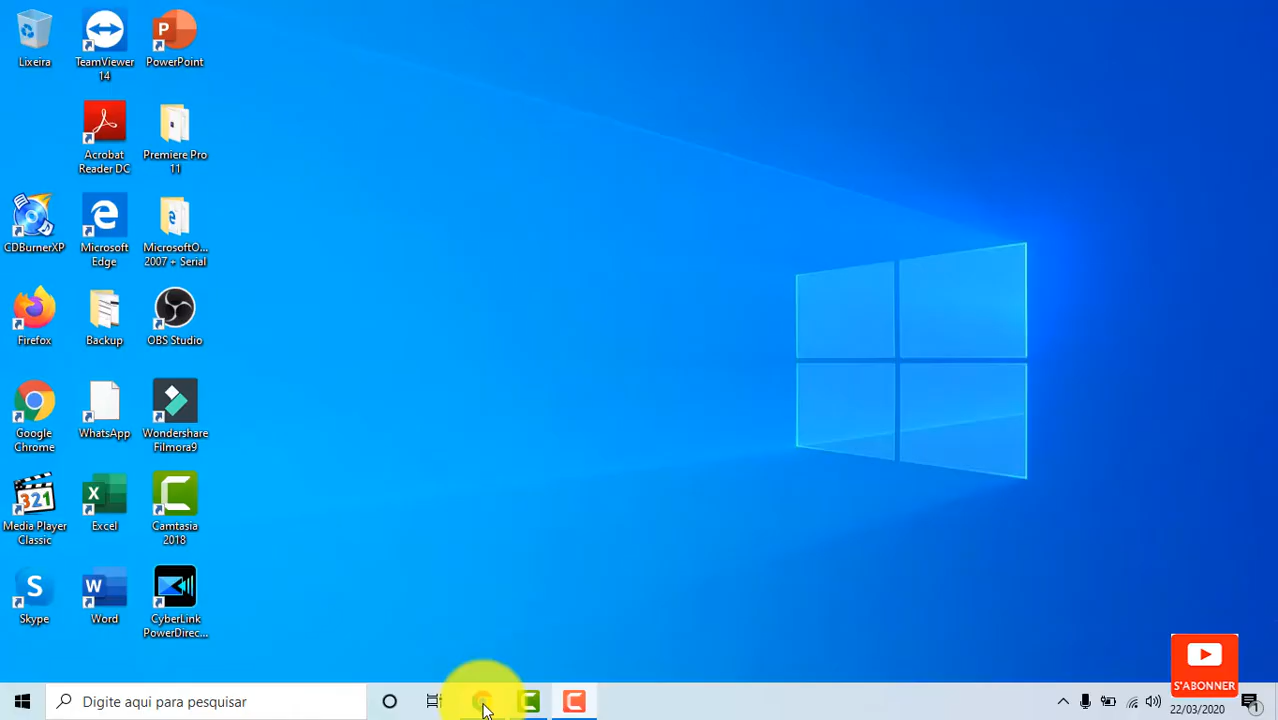 Lixeira
TeamViewer
14
PowerPoint
Acrobat
Reader DC
Premiere Pro
11
CDBurnerXP
Microsoft
Edge
MicrosoftO...
2007 + Serial
Firefox
Backup
OBS Studio
Google
Chrome
WhatsApp
Wondershare
Filmora9
321
Media Player
Classic
Excel
Camtasia
2018
Skype
Word
CyberLink
PowerDirec...
S'ABONNER
Digite aqui para pesquisar
22/03/2020
1